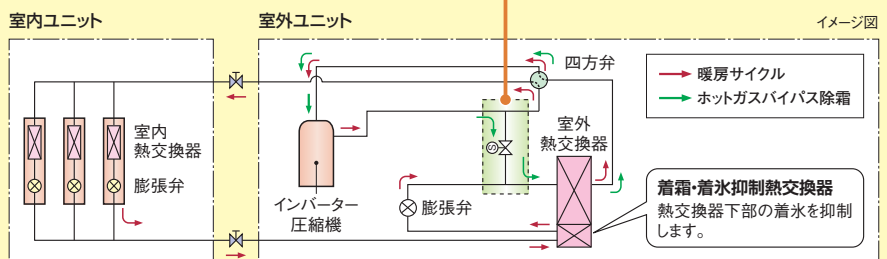 室内ユニット
室外ユニット
イメージ図
四方弁
暖房サイクル
ホットガスバイパス除霜
室内
熱交換器
膨張弁
インバーター
圧縮機
S
膨張弁
室外
熱交換器
着霜・着氷抑制熱交換器
熱交換器下部の着氷を抑制
します。